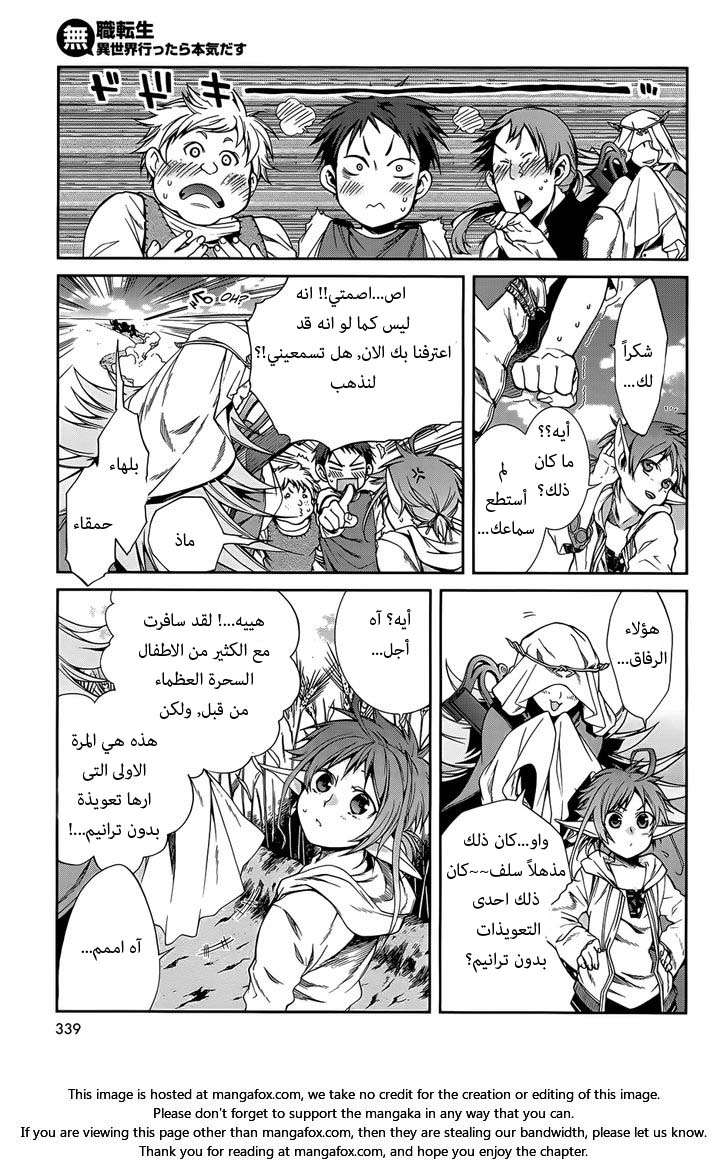 無職転生
異世界行ったら本気だす
ドドドキ
شكراً
لك...
أيه؟؟
ما كان
ذلك؟
لم
أستطع
سماعك...
اص...اصمتي!! انه
ليس كما لو انه قد
اعترفنا بك الان, هل تسمعيني!؟
لنذهب
OH?
بلهاء
حمقاء
ماذ
هؤلاء
الرفاق...
واو...كان ذلك
مذهلاً سلف~~كان
ذلك احدى
التعويذات
بدون ترانيم؟
أيه؟ آه
أجل...
هييه...! لقد سافرت
مع الكثير من الاطفال
السحرة العظماء
من قبل, ولكن
هذه هي المرة
الاولى التى
ارها تعويذة
بدون ترانيم...!
آه اممم...
339
This image is hosted at mangafox.com, we take no credit for the creation or editing of this image.
Please don't forget to support the mangaka in any way that you can.
If you are viewing this page other than mangafox.com, then they are stealing our bandwidth, please let us know.
Thank you for reading at mangafox.com, and hope you enjoy the chapter.